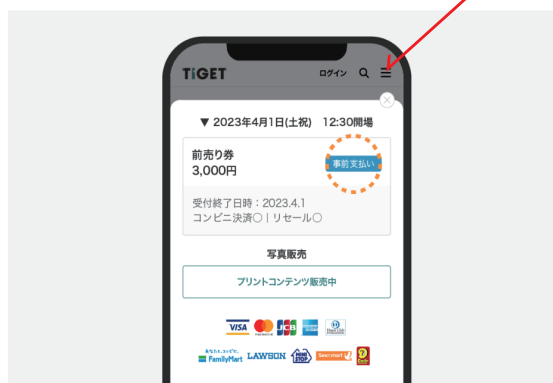 TiGET
ログイン
▼ 2023年4月1日(土祝) 12:30開場
前売り券
3,000円
事前支払い
受付終了日時：2023.4.1
コンビニ決済○｜リセール○
写真販売
プリントコンテンツ販売中
VISA JCB
FamilyMart LAWSON MINI STOP Seicomart